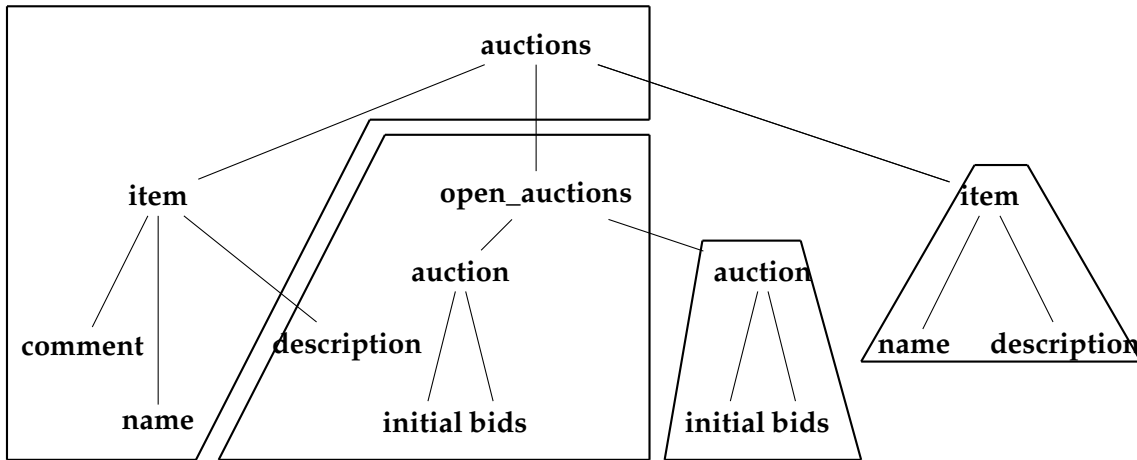 auctions
item open_auctions item
auction auction
comment description name description
name initial bids initial bids